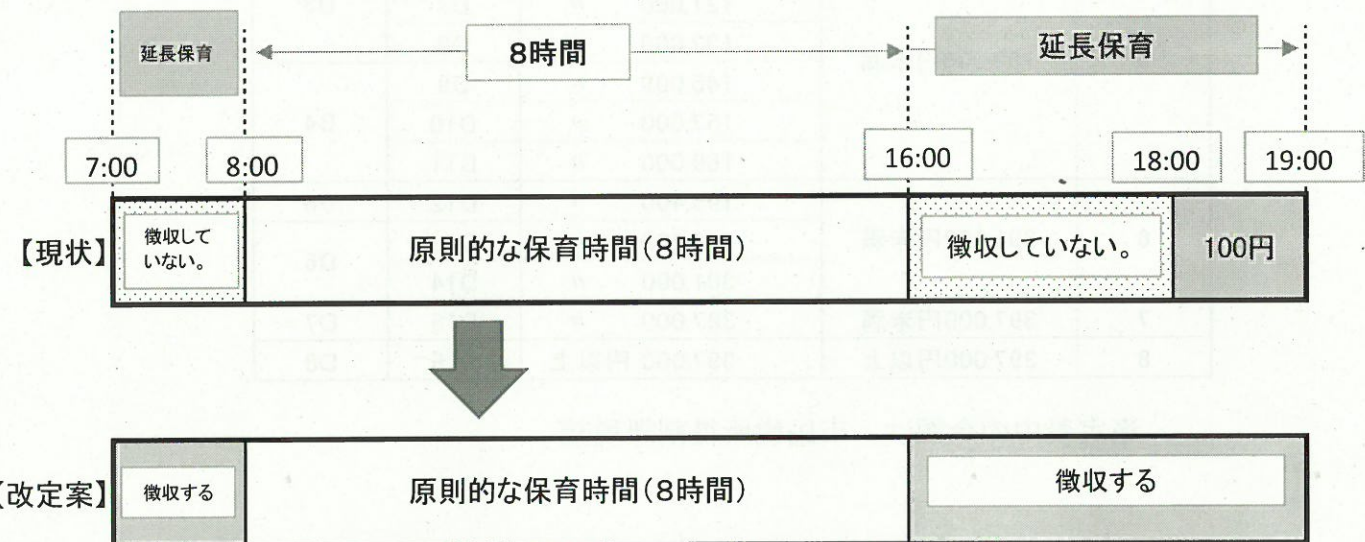 延長保育
8時間
延長保育
7:00
8:00
16:00
18:00
19:00
【現状】
徴収して
いない。
原則的な保育時間(8時間)
徴収していない。
100円
【改定案】
徴収する
原則的な保育時間(8時間)
徴収する